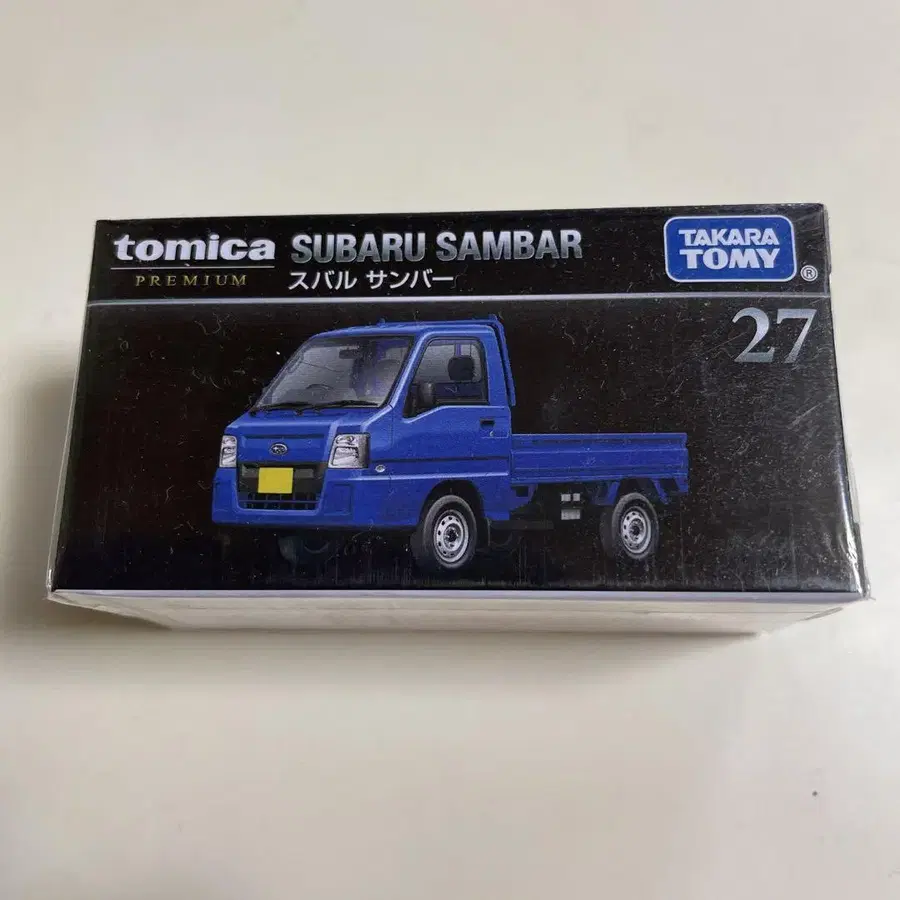 tomica
PREMIUM
SUBARU SAMBAR
スバル サンバー
TAKARA
TOMY
®
27